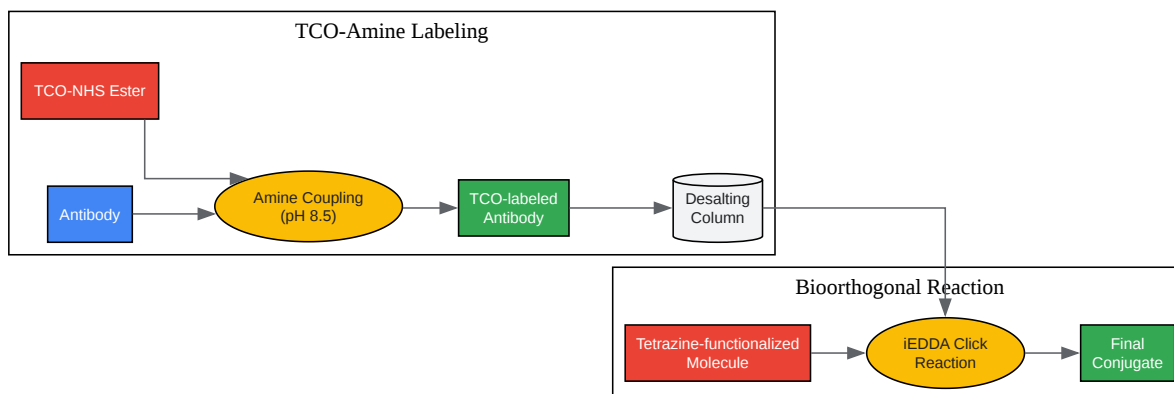 TCO-Amine Labeling
TCO-NHS Ester
Antibody
Amine Coupling
(pH 8.5)
TCO-labeled
Antibody
Desalting
Column
Bioorthogonal Reaction
Tetrazine-functionalized
Molecule
iEDDA Click
Reaction
Final
Conjugate